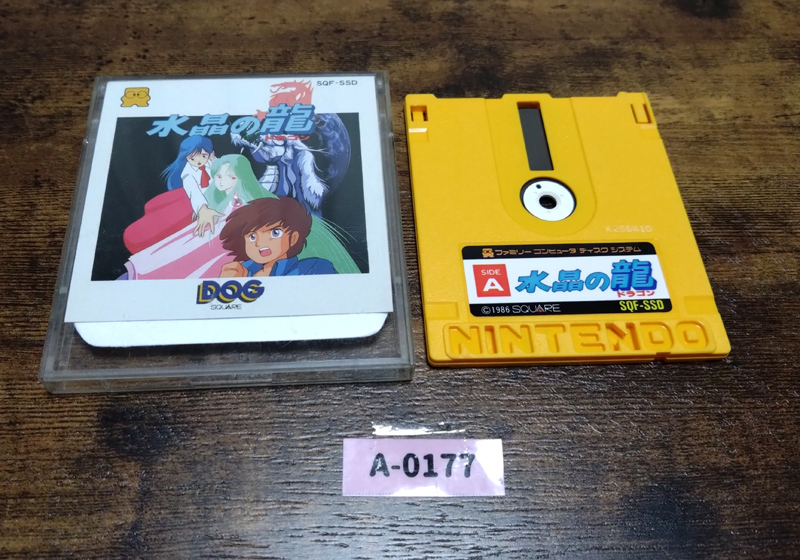 SQF-SSD
水晶の龍
ドラゴン
DOG
SQUARE
ファミリー コンピュータ ディスク システム
SIDE
A
水晶の龍
ドラゴン
©1986 SQUARE
SQF-SSD
NINTENDO
A-0177